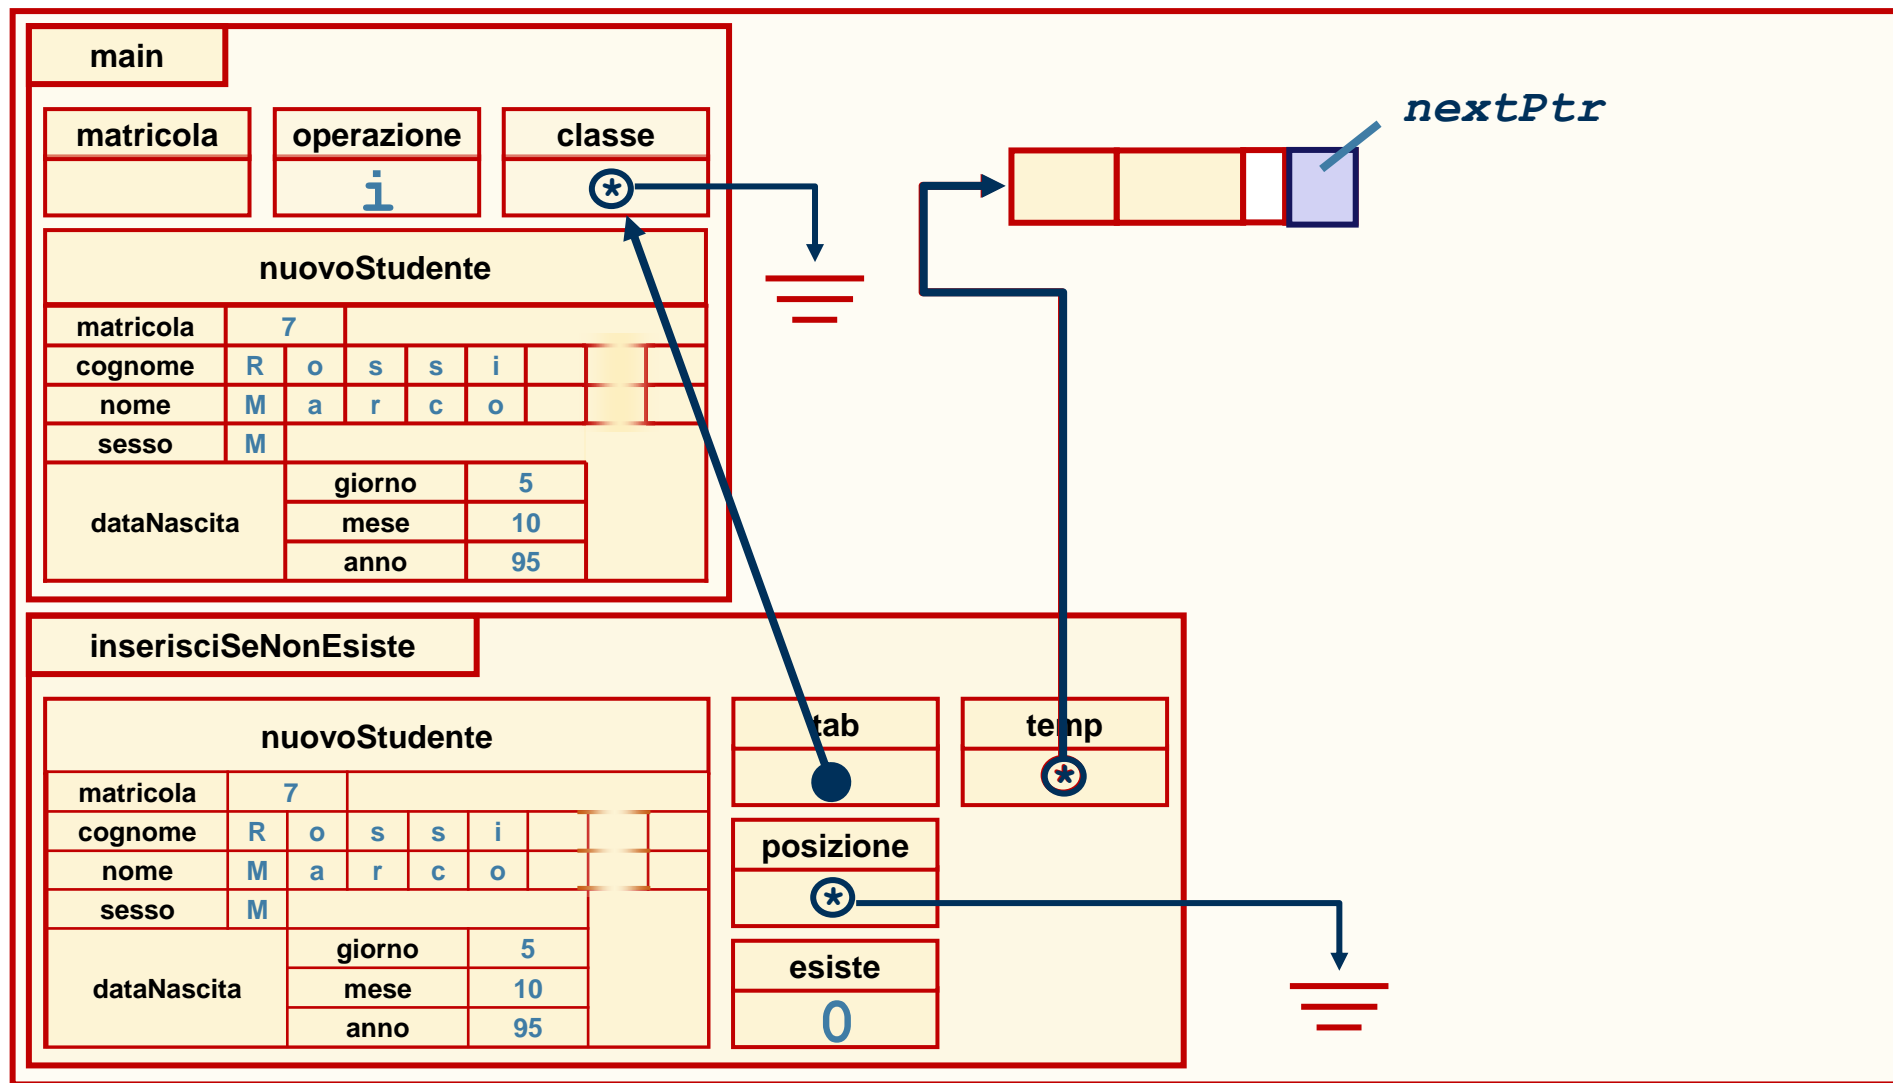 main
nextPtr
matricola operazione classe
i *
nuovoStudente
matricola 7
cognome R o s s i
nome M a r c o
sesso M
dataNascita
giorno 5
mese 10
anno 95
inserisciSeNonEsiste
nuovoStudente
matricola 7
cognome R o s s i
nome M a r c o
sesso M
dataNascita
giorno 5
mese 10
anno 95
tab
temp
*
posizione
*
esiste
0